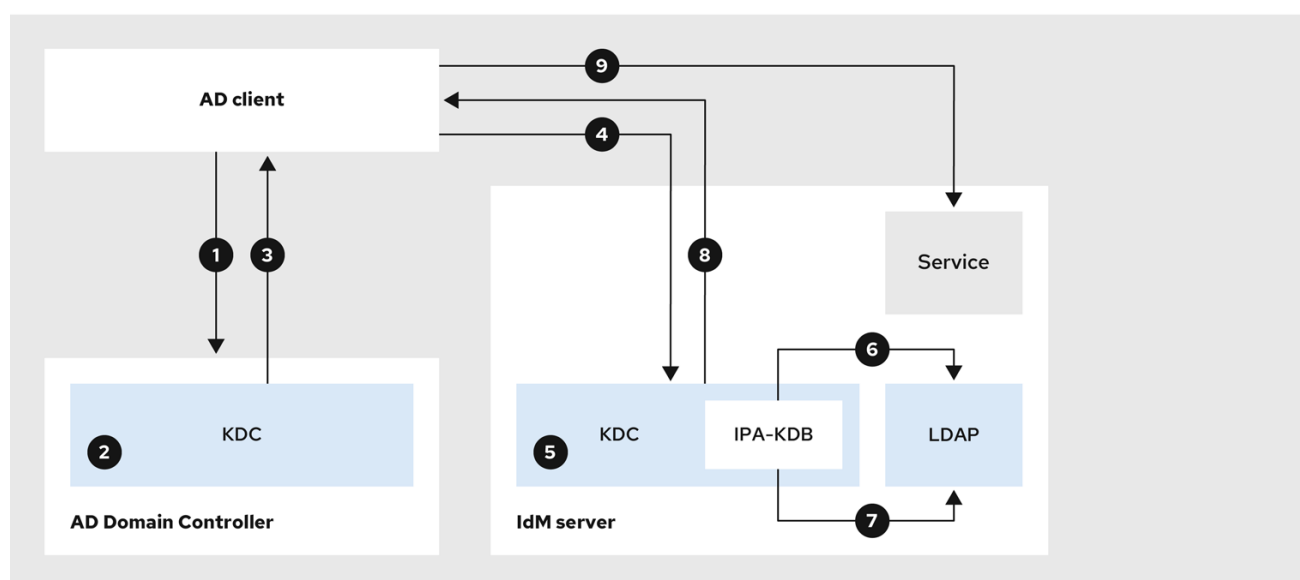 AD client
9
4
1
3
8
Service
6
KDC
2
KDC
5
IPA-KDB
LDAP
7
AD Domain Controller
IdM server